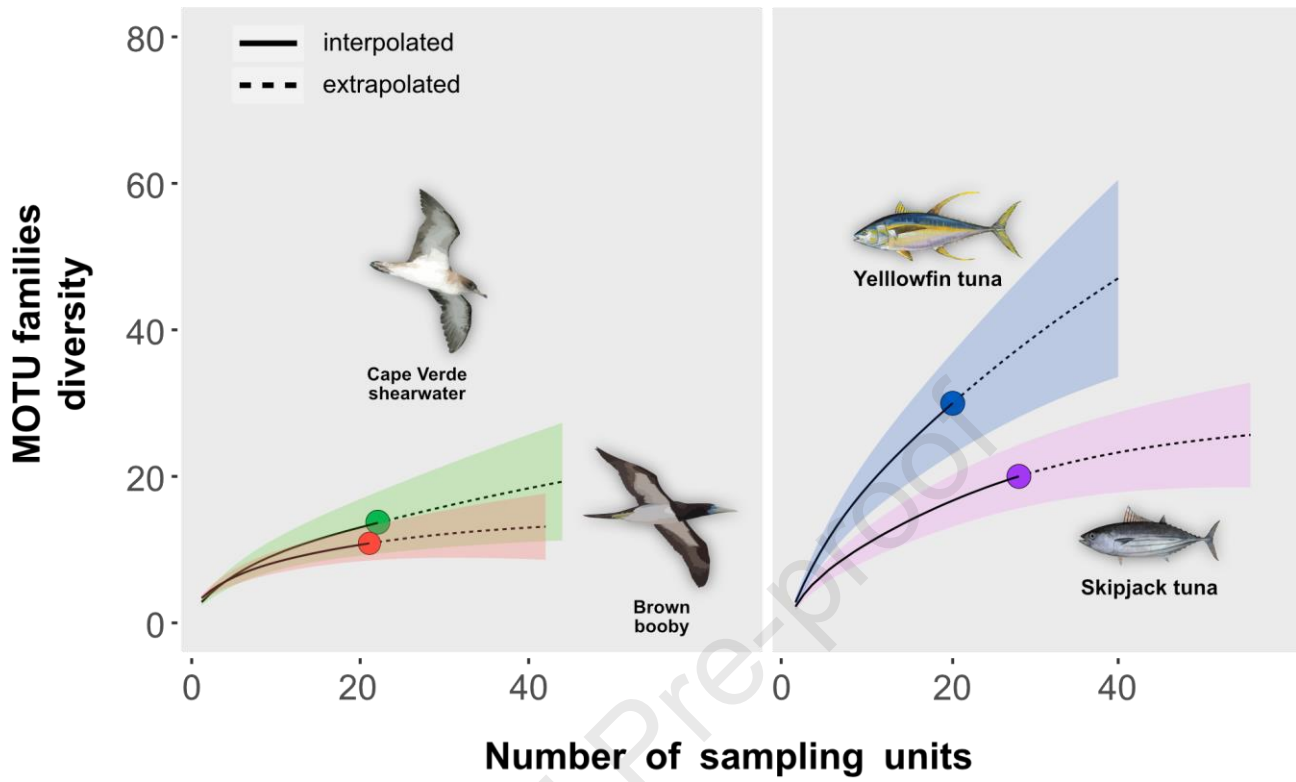 80
60
40
20
0
MOTU families
diversity
interpolated
extrapolated
Cape Verde
shearwater
Brown
booby
Yelllowfin tuna
Skipjack tuna
0
20
40
0
20
40
Number of sampling units
Pre-proof